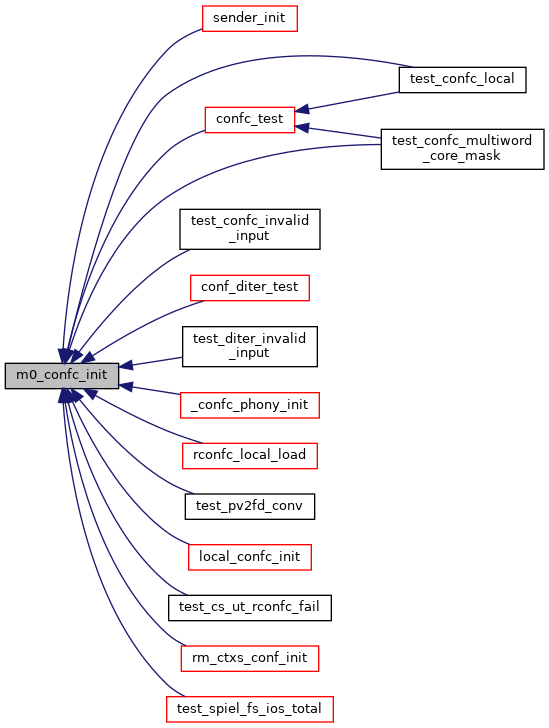 sender_init
test_confc_local
confc_test
test_confc_multiword
_core_mask
test_confc_invalid
_input
conf_diter_test
test_diter_invalid
_input
m0_confc_init
_confc_phony_init
rconfc_local_load
test_pv2fd_conv
local_confc_init
test_cs_ut_rconfc_fail
rm_ctxs_conf_init
test_spiel_fs_ios_total